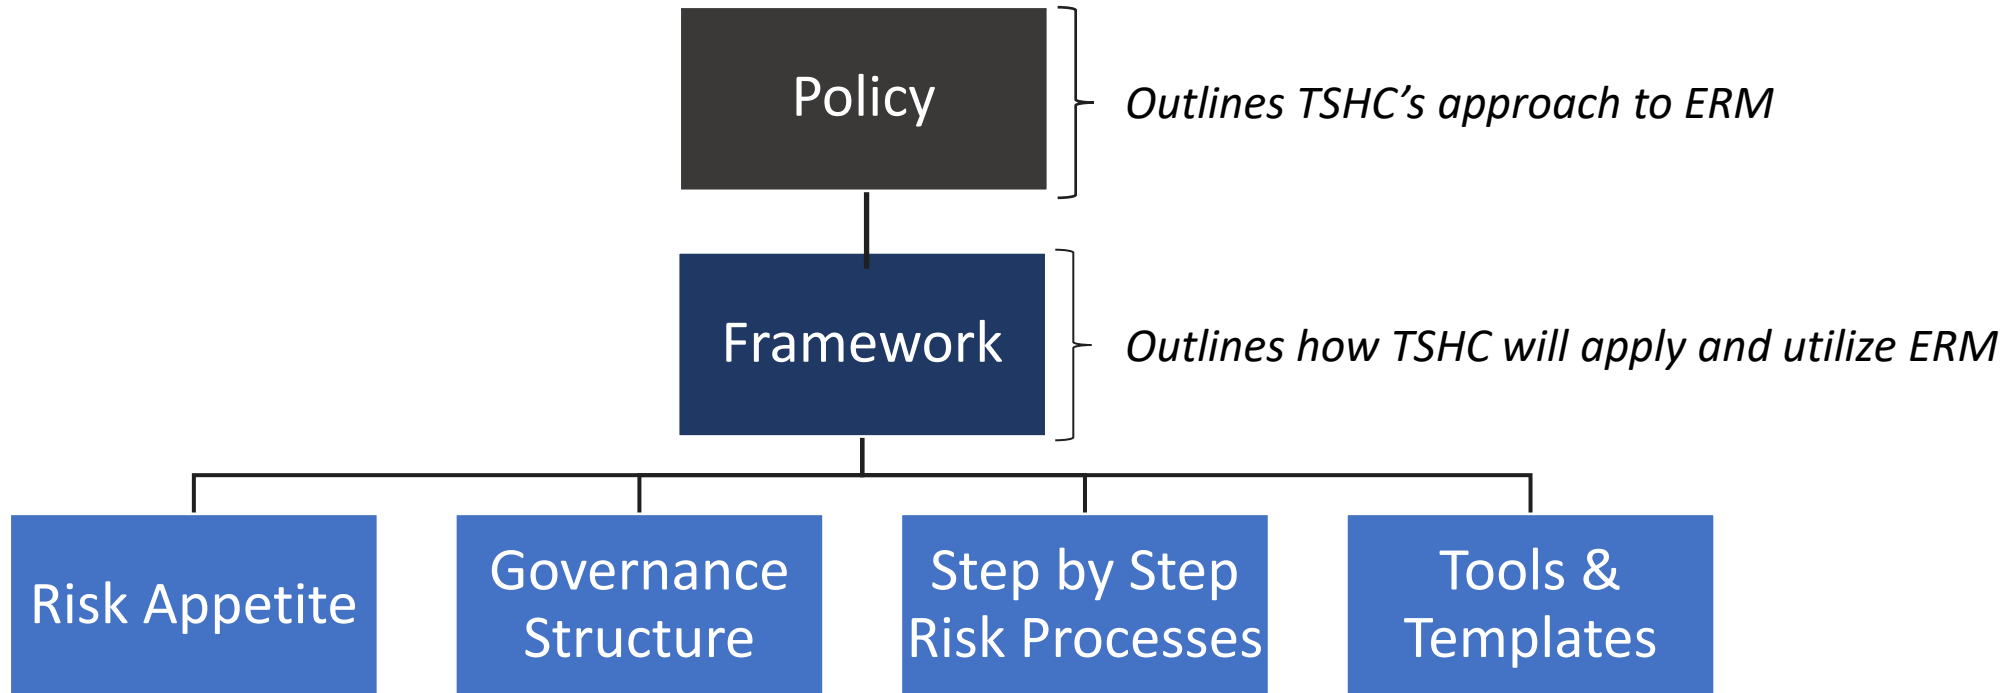 Policy
Outlines TSHC’s approach to ERM
Framework
Outlines how TSHC will apply and utilize ERM
Risk Appetite
Governance
Structure
Step by Step
Risk Processes
Tools &
Templates